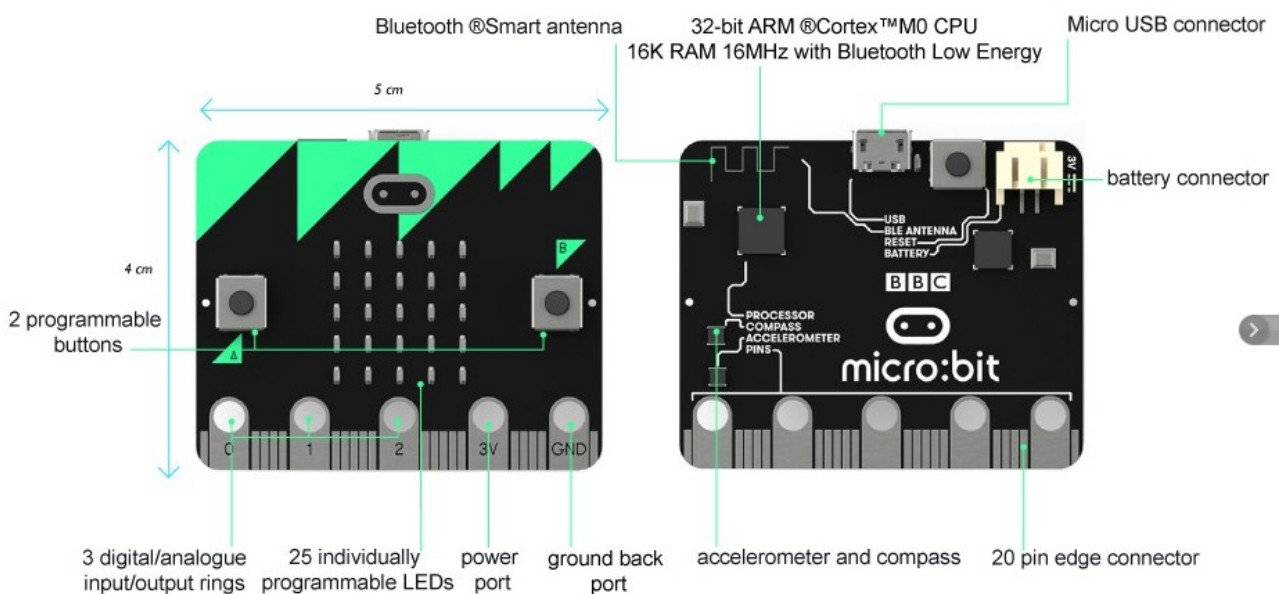 Bluetooth ®Smart antenna
32-bit ARM ®Cortex™M0 CPU
16K RAM 16MHz with Bluetooth Low Energy
Micro USB connector
5 cm
4 cm
B
A
2 programmable
buttons
0 1 2 3V GND
3 digital/analogue
input/output rings
25 individually
programmable LEDs
power
port
ground back
port
3V
battery connector
USB
BLE ANTENNA
RESET
BATTERY
BBC
PROCESSOR
COMPASS
ACCELEROMETER
PINS
micro:bit
accelerometer and compass
20 pin edge connector